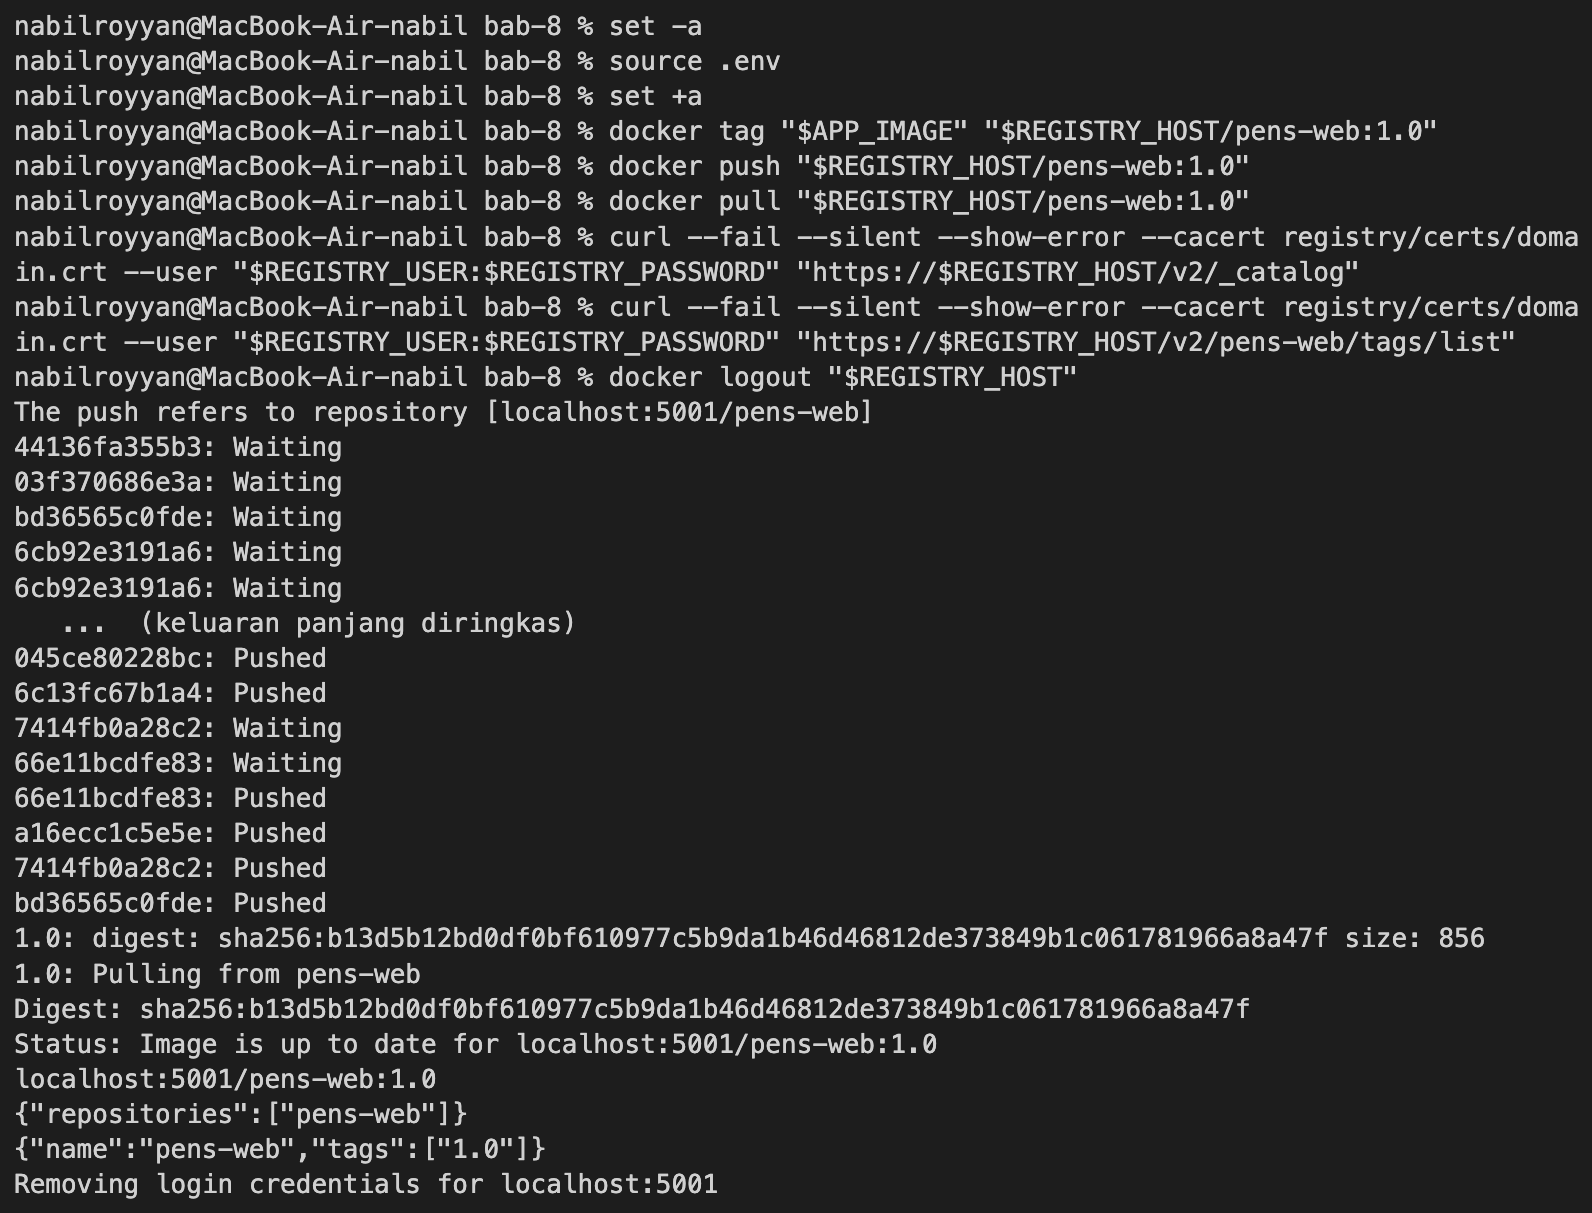 nabilroyyan@MacBook-Air-nabil bab-8 % set -a
nabilroyyan@MacBook-Air-nabil bab-8 % source .env
nabilroyyan@MacBook-Air-nabil bab-8 % set +a
nabilroyyan@MacBook-Air-nabil bab-8 % docker tag "$APP_IMAGE" "$REGISTRY_HOST/pens-web:1.0"
nabilroyyan@MacBook-Air-nabil bab-8 % docker push "$REGISTRY_HOST/pens-web:1.0"
nabilroyyan@MacBook-Air-nabil bab-8 % docker pull "$REGISTRY_HOST/pens-web:1.0"
nabilroyyan@MacBook-Air-nabil bab-8 % curl --fail --silent --show-error --cacert registry/certs/doma
in.crt --user "$REGISTRY_USER:$REGISTRY_PASSWORD" "https://$REGISTRY_HOST/v2/_catalog"
nabilroyyan@MacBook-Air-nabil bab-8 % curl --fail --silent --show-error --cacert registry/certs/doma
in.crt --user "$REGISTRY_USER:$REGISTRY_PASSWORD" "https://$REGISTRY_HOST/v2/pens-web/tags/list"
nabilroyyan@MacBook-Air-nabil bab-8 % docker logout "$REGISTRY_HOST"
The push refers to repository [localhost:5001/pens-web]
44136fa355b3: Waiting
03f370686e3a: Waiting
bd36565c0fde: Waiting
6cb92e3191a6: Waiting
6cb92e3191a6: Waiting
   ...  (keluaran panjang diringkas)
045ce80228bc: Pushed
6c13fc67b1a4: Pushed
7414fb0a28c2: Waiting
66e11bcdfe83: Waiting
66e11bcdfe83: Pushed
a16ecc1c5e5e: Pushed
7414fb0a28c2: Pushed
bd36565c0fde: Pushed
1.0: digest: sha256:b13d5b12bd0df0bf610977c5b9da1b46d46812de373849b1c061781966a8a47f size: 856
1.0: Pulling from pens-web
Digest: sha256:b13d5b12bd0df0bf610977c5b9da1b46d46812de373849b1c061781966a8a47f
Status: Image is up to date for localhost:5001/pens-web:1.0
localhost:5001/pens-web:1.0
{"repositories":["pens-web"]}
{"name":"pens-web","tags":["1.0"]}
Removing login credentials for localhost:5001